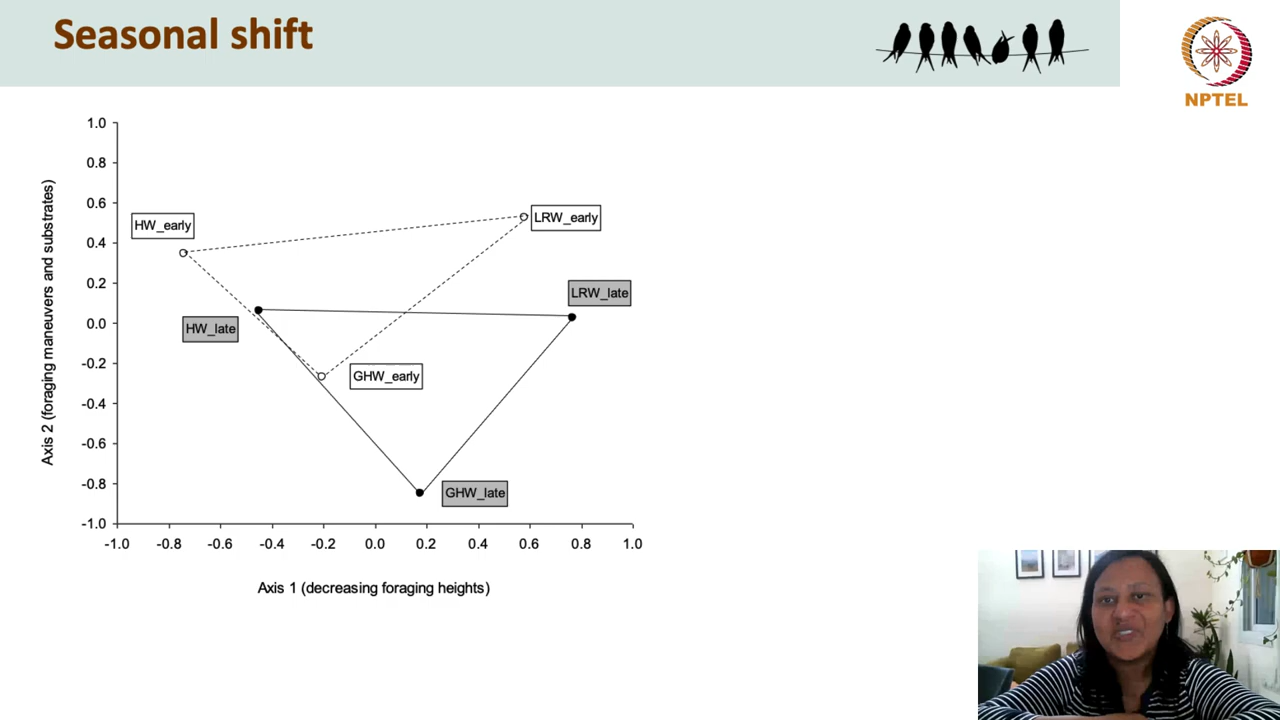 Seasonal shift
NPTEL
Axis 2 (foraging maneuvers and substrates)
1.0
0.8
0.6
0.4
0.2
0.0
-0.2
-0.4
-0.6
-0.8
-1.0
HW_early
LRW_early
LRW_late
HW_late
GHW_early
GHW_late
-1.0 -0.8 -0.6 -0.4 -0.2 0.0 0.2 0.4 0.6 0.8 1.0
Axis 1 (decreasing foraging heights)